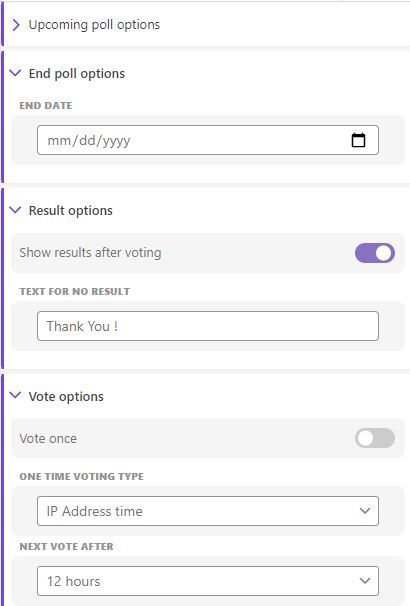 Upcoming poll options
End poll options
END DATE
mm/dd/yyyy
Result options
Show results after voting
TEXT FOR NO RESULT
Thank You !
Vote options
Vote once
ONE TIME VOTING TYPE
IP Address time
NEXT VOTE AFTER
12 hours